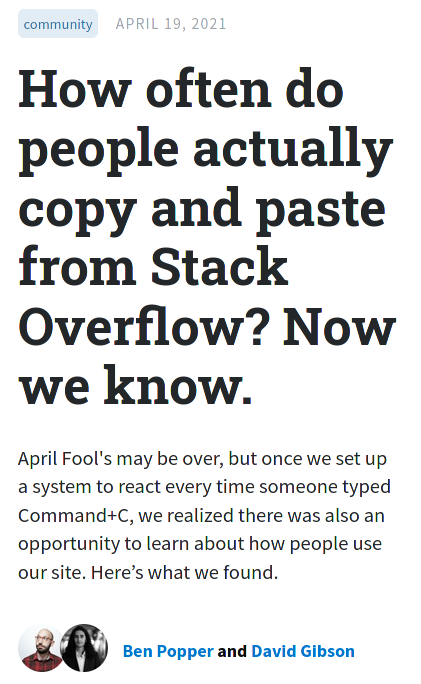 community
APRIL 19, 2021
How often do
people actually
copy and paste
from Stack
Overflow? Now
we know.
April Fool's may be over, but once we set up
a system to react every time someone typed
Command+C, we realized there was also an
opportunity to learn about how people use
our site. Here’s what we found.
Ben Popper and David Gibson